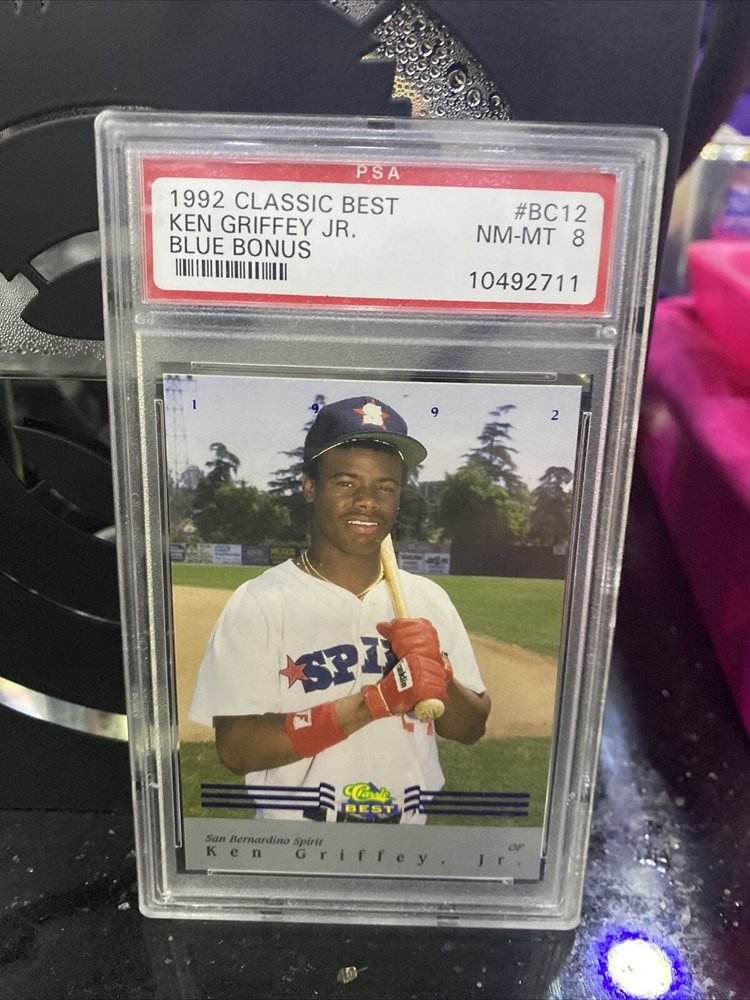 PSA
1992 CLASSIC BEST #BC12
KEN GRIFFEY JR. NM-MT 8
BLUE BONUS
10492711
1 9 9 2
S
SPI
Franklin
Classic
BEST
San Bernardino Spirit OF
Ken Griffey, Jr.